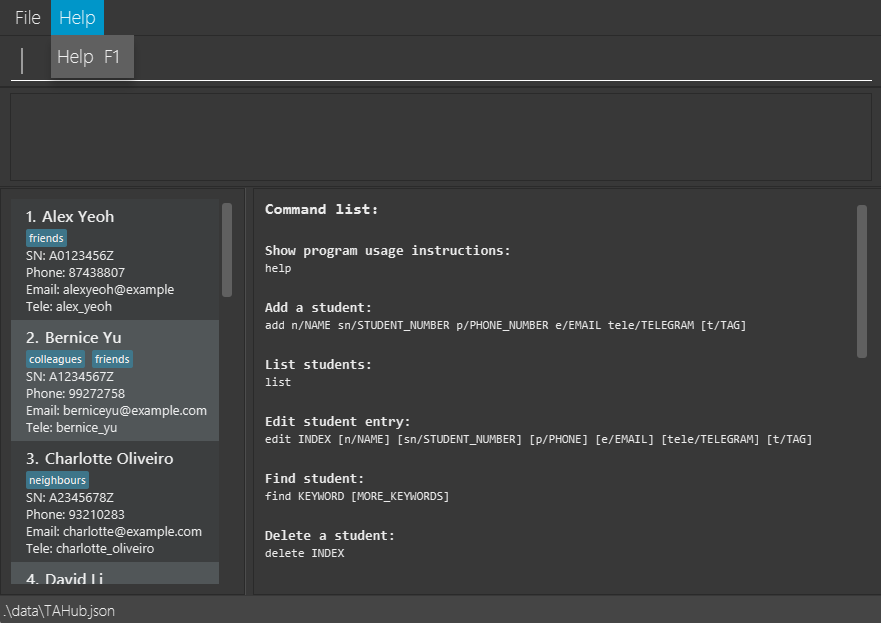 File Help
Help F1
1. Alex Yeoh
friends
SN: A0123456Z
Phone: 87438807
Email: alexyeoh@example
Tele: alex_yeoh
2. Bernice Yu
colleagues friends
SN: A1234567Z
Phone: 99272758
Email: berniceyu@example.com
Tele: bernice_yu
3. Charlotte Oliveiro
neighbours
SN: A2345678Z
Phone: 93210283
Email: charlotte@example.com
Tele: charlotte_oliveiro
4. David Li
Command list:
Show program usage instructions:
help
Add a student:
add n/NAME sn/STUDENT_NUMBER p/PHONE_NUMBER e/EMAIL tele/TELEGRAM [t/TAG]
List students:
list
Edit student entry:
edit INDEX [n/NAME] [sn/STUDENT_NUMBER] [p/PHONE] [e/EMAIL] [tele/TELEGRAM] [t/TAG]
Find student:
find KEYWORD [MORE_KEYWORDS]
Delete a student:
delete INDEX
.\data\TAHub.json